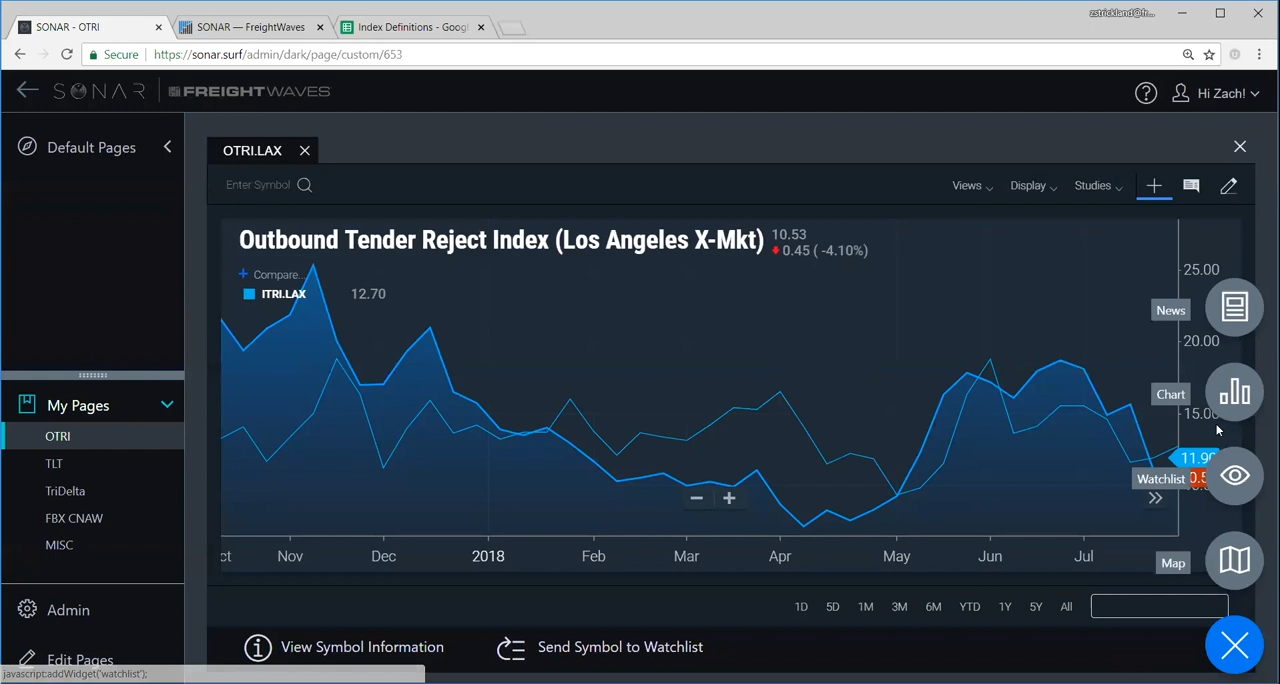 SONAR - OTRI
SONAR — FreightWaves
Index Definitions - Goog
zstrickland@fr...
Secure
https://sonar.surf/admin/dark/page/custom/653
SONAR
FREIGHTWAVES
?
Hi Zach!
Default Pages
OTRI.LAX
Enter Symbol
Views
Display
Studies
Outbound Tender Reject Index (Los Angeles X-Mkt)
10.53
0.45 ( -4.10%)
+ Compare...
ITRI.LAX
12.70
25.00
News
20.00
Chart
15.00
My Pages
OTRI
TLT
TriDelta
FBX CNAW
MISC
11.90
Watchlist
Nov
Dec
2018
Feb
Mar
Apr
May
Jun
Jul
Map
1D
5D
1M
3M
6M
YTD
1Y
5Y
All
Admin
Edit Pages
View Symbol Information
Send Symbol to Watchlist
javascript:addWidget('watchlist');